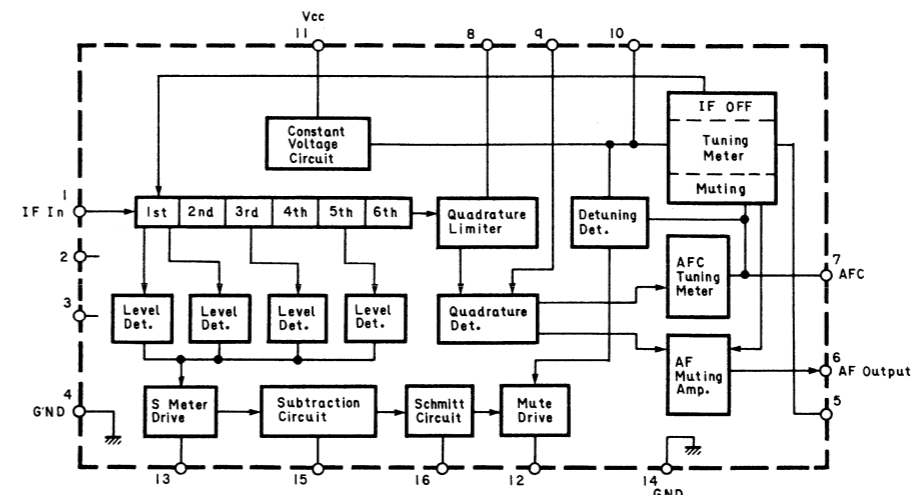 Vcc
11
8
9
10
IF OFF
Tuning
Meter
Muting
Constant
Voltage
Circuit
1
IF In
1st 2nd 3rd 4th 5th 6th
Quadrature
Limiter
Detuning
Det.
2
AFC
Tuning
Meter
7
AFC
3
Level
Det.
Level
Det.
Level
Det.
Level
Det.
Quadrature
Det.
AF
Muting
Amp.
6
AF Output
4
GND
S Meter
Drive
Subtraction
Circuit
Schmitt
Circuit
Mute
Drive
5
13
15
16
12
14
GND